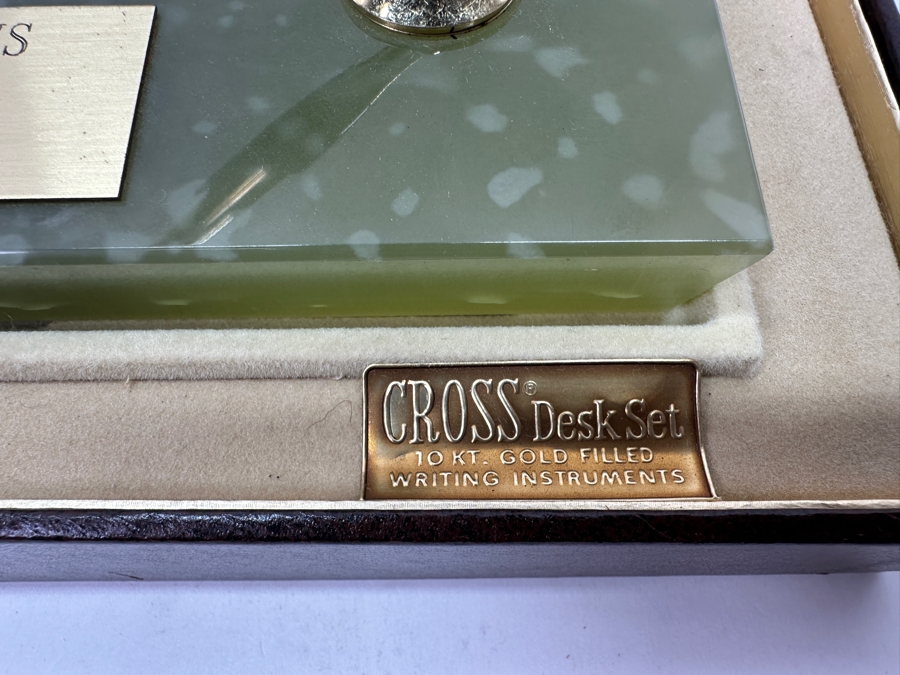 CROSS® Desk Set
10 KT. GOLD FILLED
WRITING INSTRUMENTS